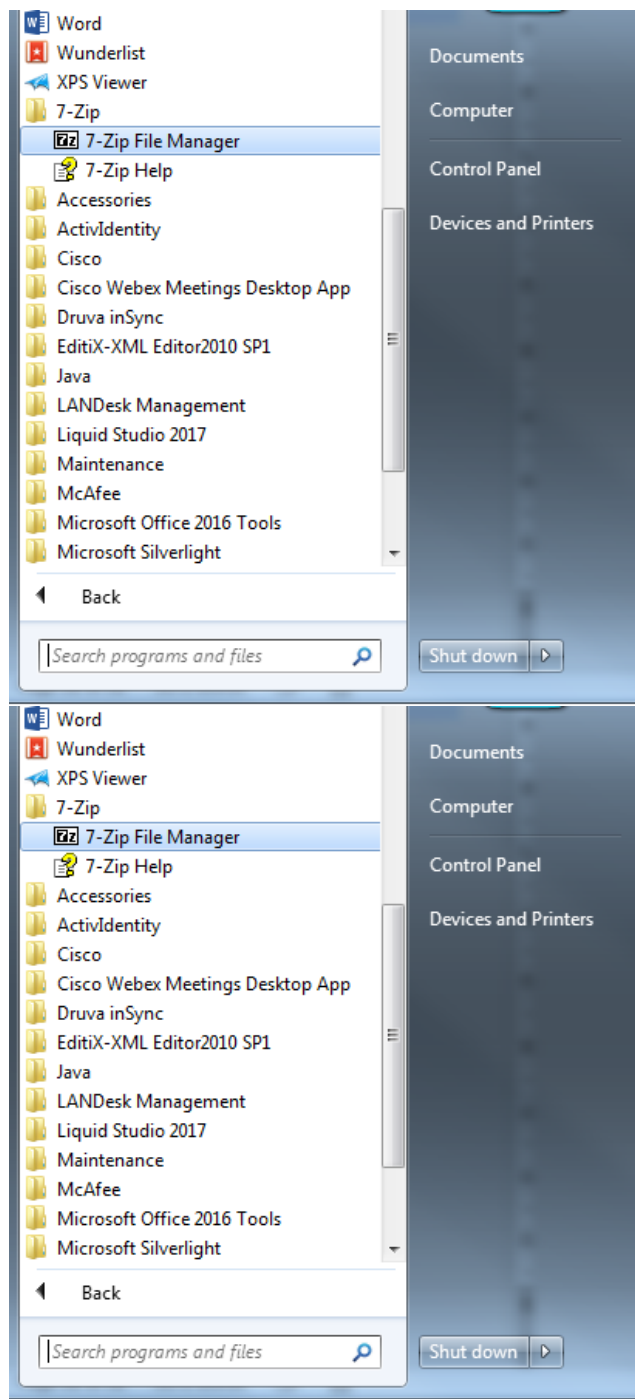 Word
Wunderlist
XPS Viewer
7-Zip
7-Zip File Manager
7-Zip Help
Accessories
ActivIdentity
Cisco
Cisco Webex Meetings Desktop App
Druva inSync
EditiX-XML Editor2010 SP1
Java
LANDesk Management
Liquid Studio 2017
Maintenance
McAfee
Microsoft Office 2016 Tools
Microsoft Silverlight
Back
Search programs and files
Documents
Computer
Control Panel
Devices and Printers
Shut down
Word
Wunderlist
XPS Viewer
7-Zip
7-Zip File Manager
7-Zip Help
Accessories
ActivIdentity
Cisco
Cisco Webex Meetings Desktop App
Druva inSync
EditiX-XML Editor2010 SP1
Java
LANDesk Management
Liquid Studio 2017
Maintenance
McAfee
Microsoft Office 2016 Tools
Microsoft Silverlight
Back
Search programs and files
Documents
Computer
Control Panel
Devices and Printers
Shut down